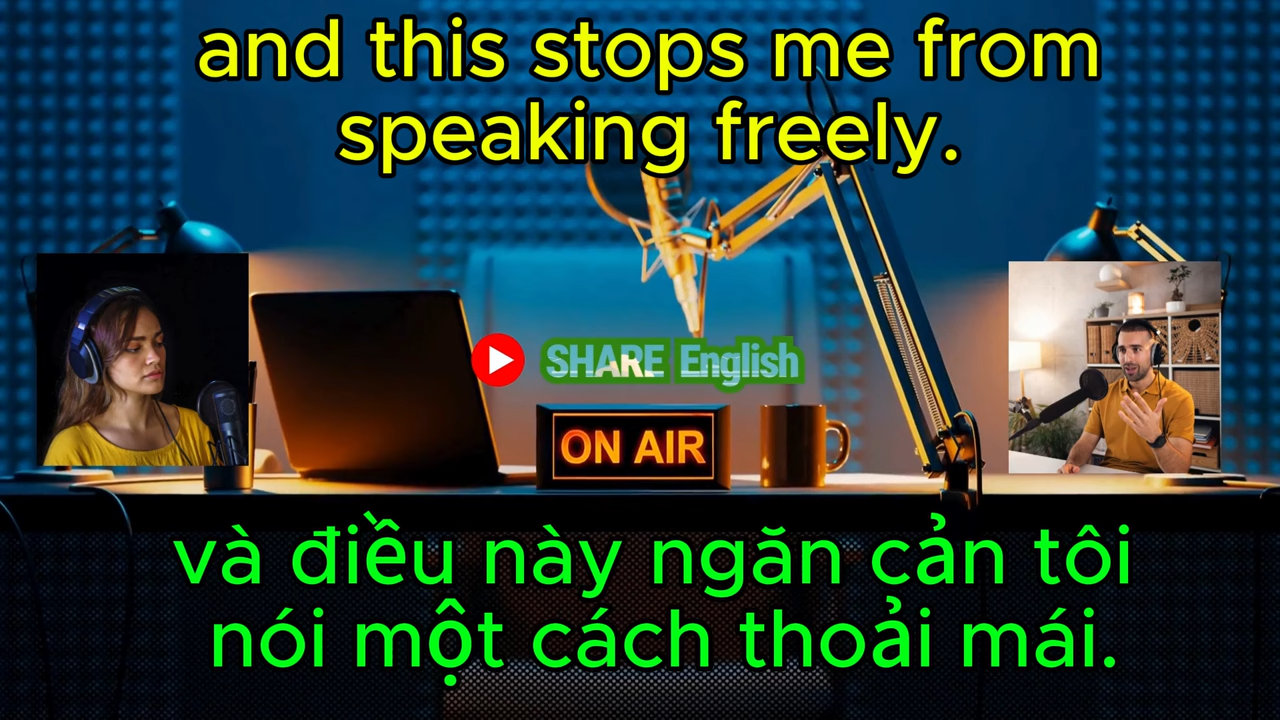 and this stops me from
speaking freely.
SHARE English
ON AIR
và điều này ngăn cản tôi
nói một cách thoải mái.